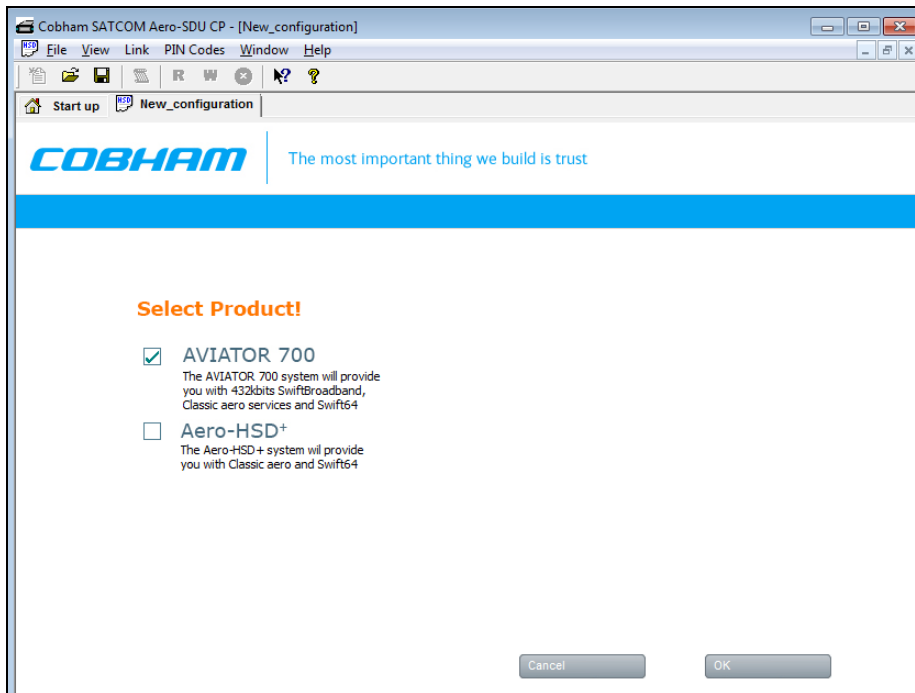 Cobham SATCOM Aero-SDU CP - [New_configuration]
HSD File View Link PIN Codes Window Help
R W
Start up HSD New_configuration
COBHAM The most important thing we build is trust
Select Product!
AVIATOR 700
The AVIATOR 700 system will provide
you with 432kbits SwiftBroadband,
Classic aero services and Swift64
Aero-HSD+
The Aero-HSD+ system wil provide
you with Classic aero and Swift64
Cancel OK